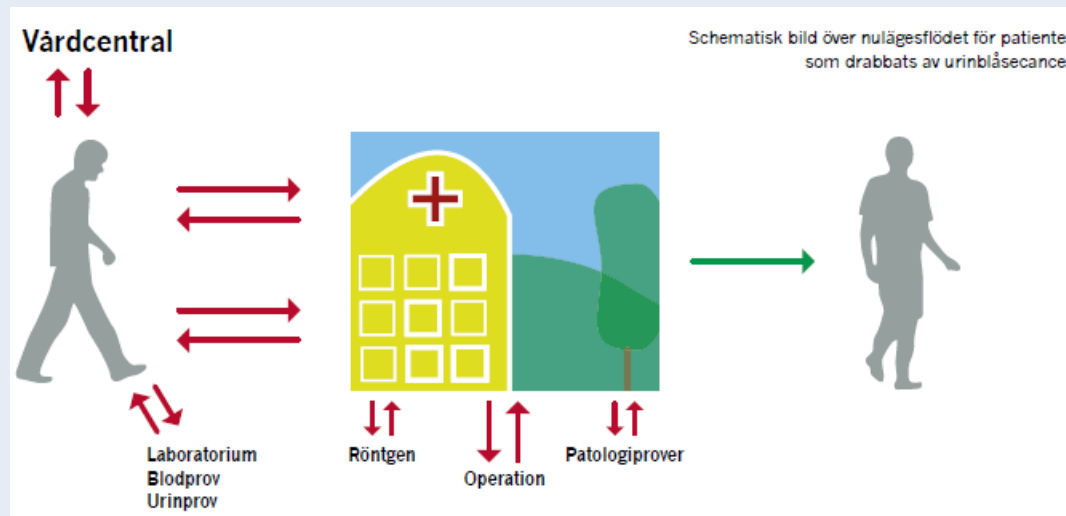 Vårdcentral
Schematisk bild över nulägesflödet för patiente
som drabbats av urinblåsecance
Laboratorium
Blodprov
Urinprov
Röntgen
Operation
Patologiprover